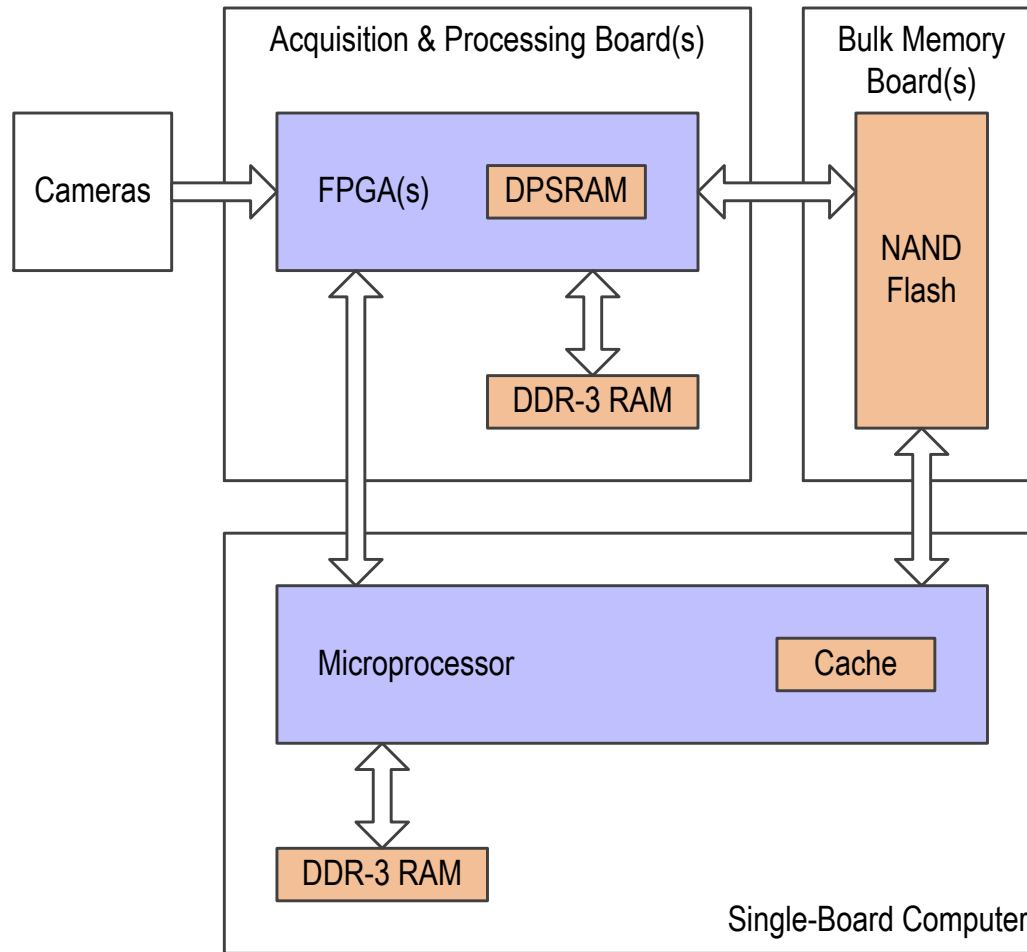 Acquisition & Processing Board(s)
Bulk Memory
Board(s)
Cameras
FPGA(s)
DPSRAM
NAND
Flash
DDR-3 RAM
Microprocessor
Cache
DDR-3 RAM
Single-Board Computer